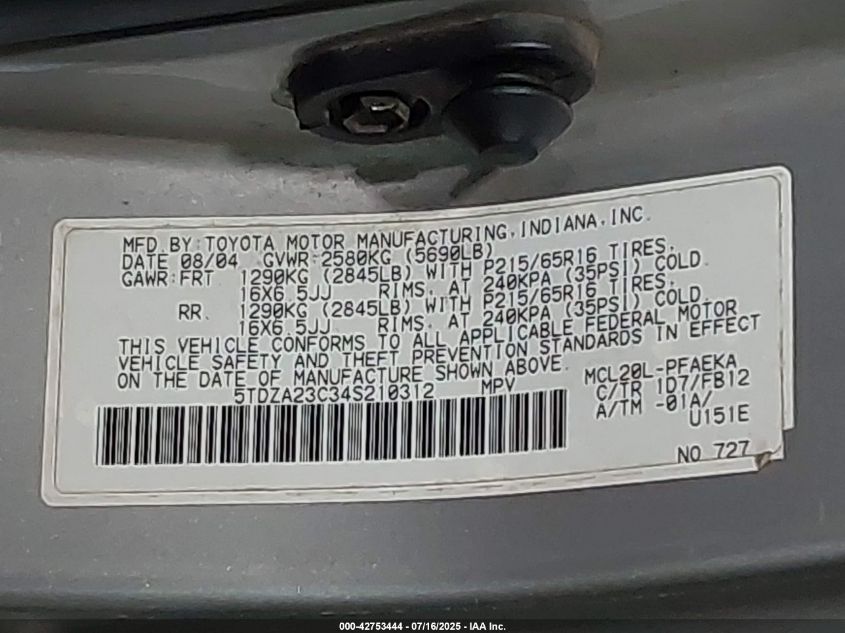 MFD. BY: TOYOTA MOTOR MANUFACTURING, INDIANA, INC.
DATE 08/04 GVWR:2580KG (5690LB)
GAWR:FRT 1290KG (2845LB) WITH P215/65R16 TIRES,
16X6.5JJ RIMS, AT 240KPA (35PSI) COLD.
RR. 1290KG (2845LB) WITH P215/65R16 TIRES,
16X6.5JJ RIMS, AT 240KPA (35PSI) COLD.
THIS VEHICLE CONFORMS TO ALL APPLICABLE FEDERAL MOTOR
VEHICLE SAFETY AND THEFT PREVENTION STANDARDS IN EFFECT
ON THE DATE OF MANUFACTURE SHOWN ABOVE.
5TDZA23C34S210312 MPV
MCL20L-PFAEKA
C/TR 1D7/FB12
A/TM -01A/
U151E
NO 727
000-42753444 - 07/16/2025 - IAA Inc.